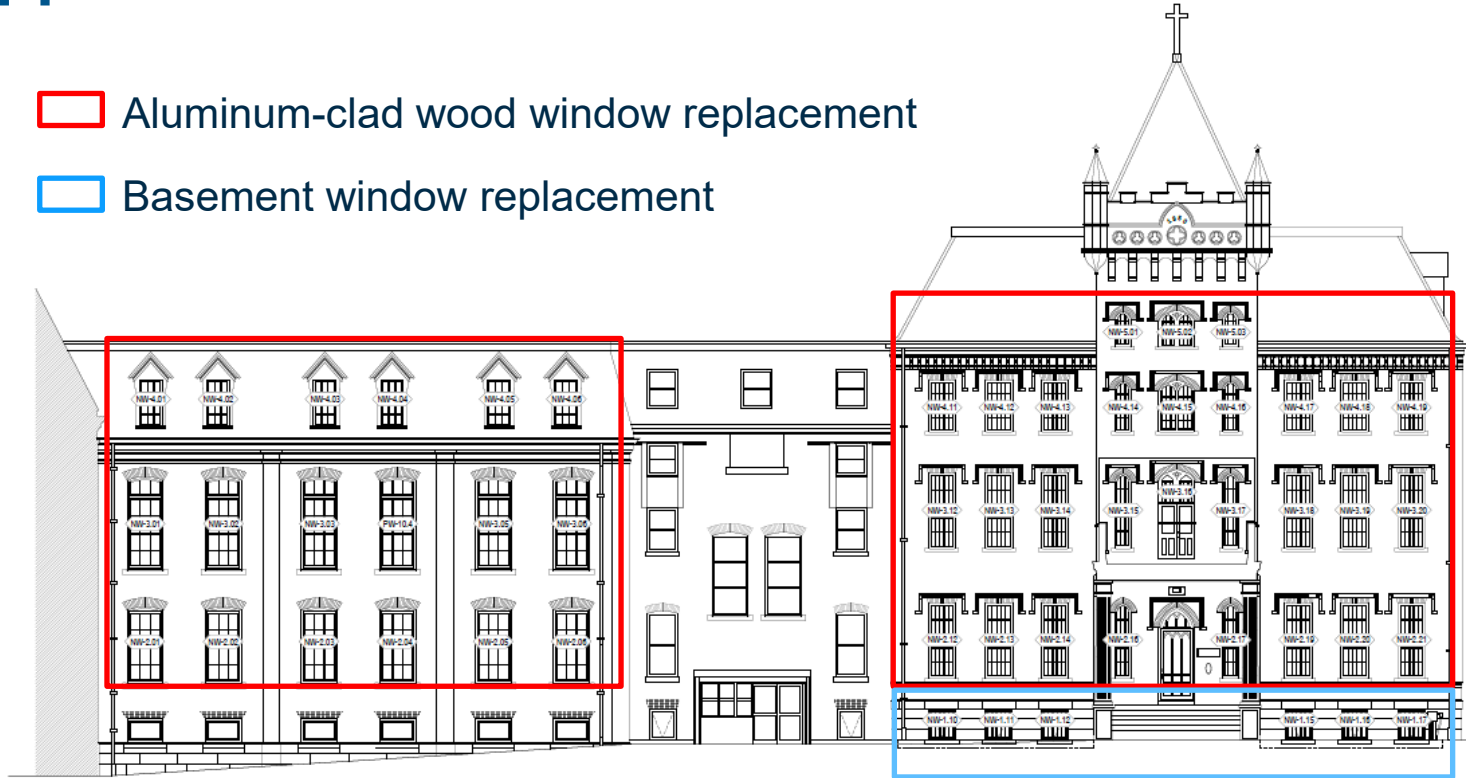 Aluminum-clad wood window replacement
Basement window replacement
1880
NW-5.01 NW-5.02 NW-5.03
NW-4.01 NW-4.02 NW-4.03 NW-4.04 NW-4.05 NW-4.06
NW-4.11 NW-4.12 NW-4.13 NW-4.14 NW-4.15 NW-4.16 NW-4.17 NW-4.18 NW-4.19
NW-3.16
NW-3.12 NW-3.13 NW-3.14 NW-3.15 NW-3.17 NW-3.18 NW-3.19 NW-3.20
NW-3.01 NW-3.02 NW-3.03 FW-10.4 NW-3.05 NW-3.06
NW-2.01 NW-2.02 NW-2.03 NW-2.04 NW-2.05 NW-2.06
NW-2.12 NW-2.13 NW-2.14 NW-2.16 NW-2.17 NW-2.19 NW-2.20 NW-2.21
NW-1.10 NW-1.11 NW-1.12 NW-1.15 NW-1.16 NW-1.17